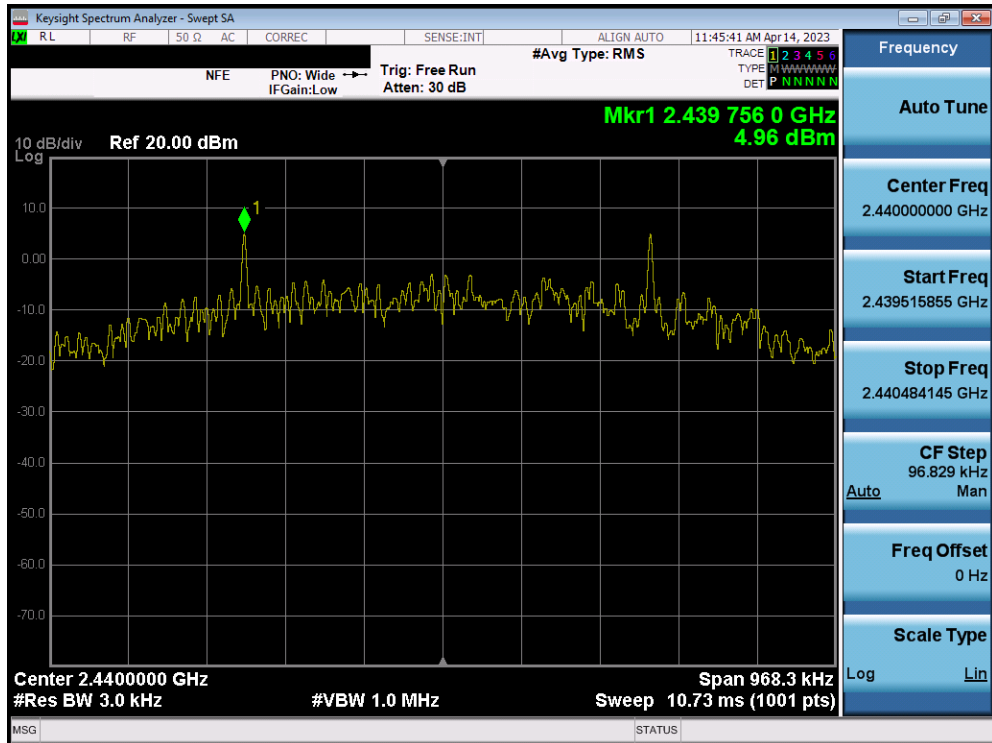 Keysight Spectrum Analyzer - Swept SA
LXI RL RF 50 Ω AC CORREC SENSE:INT ALIGN AUTO 11:45:41 AM Apr 14, 2023
NFE PNO: Wide Trig: Free Run #Avg Type: RMS TRACE 1 2 3 4 5 6
IFGain:Low Atten: 30 dB TYPE M W W W W W
DET P N N N N N
Mkr1 2.439 756 0 GHz
4.96 dBm
10 dB/div Ref 20.00 dBm
Log
1
10.0
0.00
-10.0
-20.0
-30.0
-40.0
-50.0
-60.0
-70.0
Center 2.4400000 GHz Span 968.3 kHz
#Res BW 3.0 kHz #VBW 1.0 MHz Sweep 10.73 ms (1001 pts)
MSG STATUS
Frequency
Auto Tune
Center Freq
2.440000000 GHz
Start Freq
2.439515855 GHz
Stop Freq
2.440484145 GHz
CF Step
96.829 kHz
Auto Man
Freq Offset
0 Hz
Scale Type
Log Lin